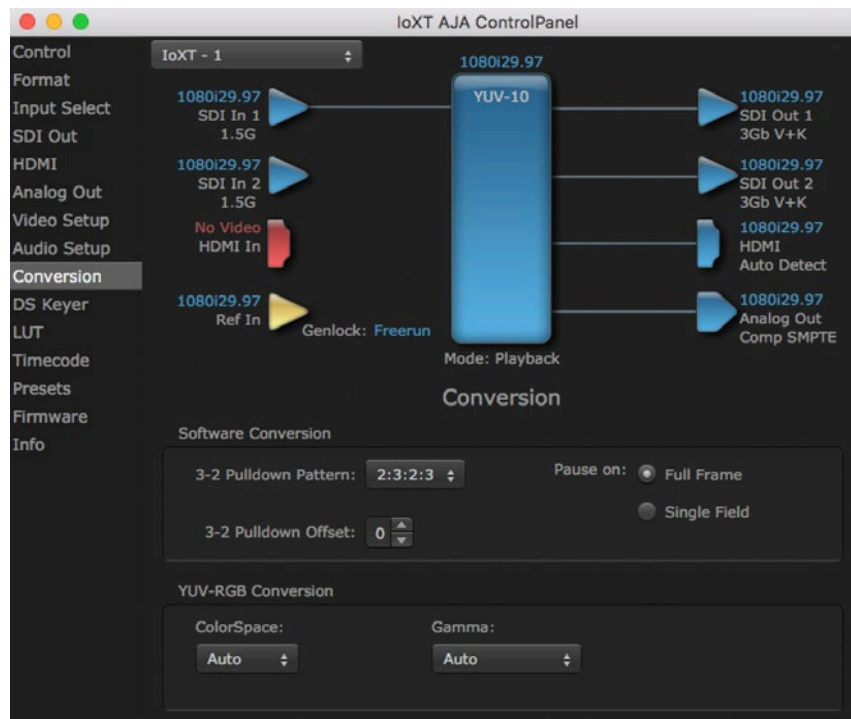 IoXT AJA ControlPanel
Control
Format
Input Select
SDI Out
HDMI
Analog Out
Video Setup
Audio Setup
Conversion
DS Keyer
LUT
Timecode
Presets
Firmware
Info
IoXT - 1
1080i29.97
YUV-10
1080i29.97
SDI In 1
1.5G
1080i29.97
SDI In 2
1.5G
No Video
HDMI In
1080i29.97
Ref In
Genlock: Freerun
1080i29.97
SDI Out 1
3Gb V+K
1080i29.97
SDI Out 2
3Gb V+K
1080i29.97
HDMI
Auto Detect
1080i29.97
Analog Out
Comp SMPTE
Mode: Playback
Conversion
Software Conversion
3-2 Pulldown Pattern: 2:3:2:3
Pause on: Full Frame
Single Field
3-2 Pulldown Offset: 0
YUV-RGB Conversion
ColorSpace:
Auto
Gamma:
Auto